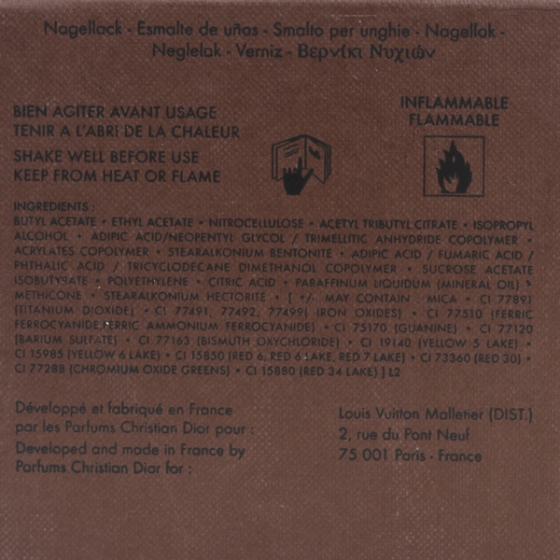 Nagellack - Esmalte de uñas - Smalto per unghie - Nagellak -
Neglelak - Verniz - Βερνίκι Νυχιών
BIEN AGITER AVANT USAGE
TENIR A L'ABRI DE LA CHALEUR
SHAKE WELL BEFORE USE
KEEP FROM HEAT OR FLAME
INFLAMMABLE
FLAMMABLE
INGREDIENTS :
BUTYL ACETATE • ETHYL ACETATE • NITROCELLULOSE • ACETYL TRIBUTYL CITRATE • ISOPROPYL
ALCOHOL • ADIPIC ACID/NEOPENTYL GLYCOL / TRIMELLITIC ANHYDRIDE COPOLYMER •
ACRYLATES COPOLYMER • STEARALKONIUM BENTONITE • ADIPIC ACID / FUMARIC ACID /
PHTHALIC ACID / TRICYCLODECANE DIMETHANOL COPOLYMER • SUCROSE ACETATE
ISOBUTYRATE • POLYETHYLENE • CITRIC ACID • PARAFFINUM LIQUIDUM (MINERAL OIL) •
METHICONE • STEARALKONIUM HECTORITE • [ +/- MAY CONTAIN : MICA • CI 77891
(TITANIUM DIOXIDE) • CI 77491, 77492, 77499( IRON OXIDES) • CI 77510 (FERRIC
FERROCYANIDE,FERRIC AMMONIUM FERROCYANIDE) • CI 75170 (GUANINE) • CI 77120
(BARIUM SULFATE) • CI 77163 (BISMUTH OXYCHLORIDE) • CI 19140 (YELLOW 5 LAKE) •
CI 15985 (YELLOW 6 LAKE) • CI 15850 (RED 6, RED 6 LAKE, RED 7 LAKE) • CI 73360 (RED 30) •
CI 77288 (CHROMIUM OXIDE GREENS) • CI 15880 (RED 34 LAKE) ] L2
Développé et fabriqué en France
par les Parfums Christian Dior pour :
Developed and made in France by
Parfums Christian Dior for :
Louis Vuitton Malletier (DIST.)
2, rue du Pont Neuf
75 001 Paris - France